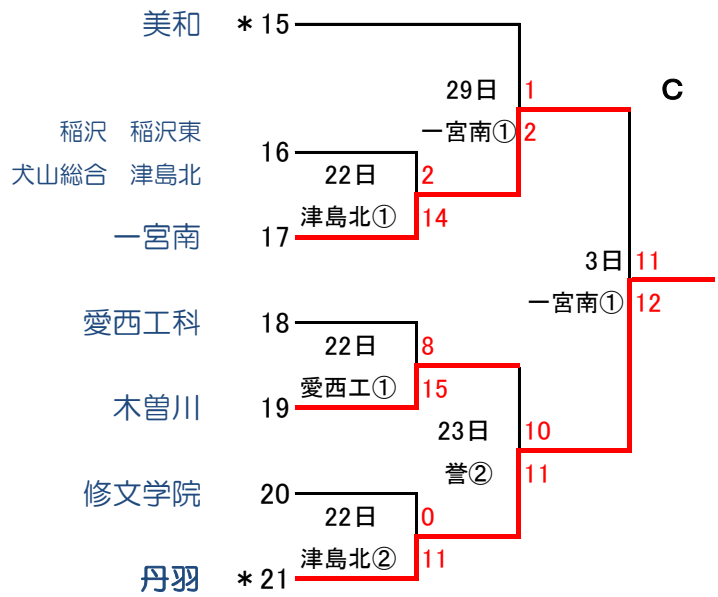 美和 *15
29日 1
C
稲沢 稲沢東
一宮南① 2
16
犬山総合 津島北
22日 2
津島北① 14
一宮南 17
3日 11
一宮南① 12
愛西工科 18
22日 8
愛西工① 15
木曽川 19
23日 10
誉② 11
修文学院 20
22日 0
津島北② 11
丹羽 *21